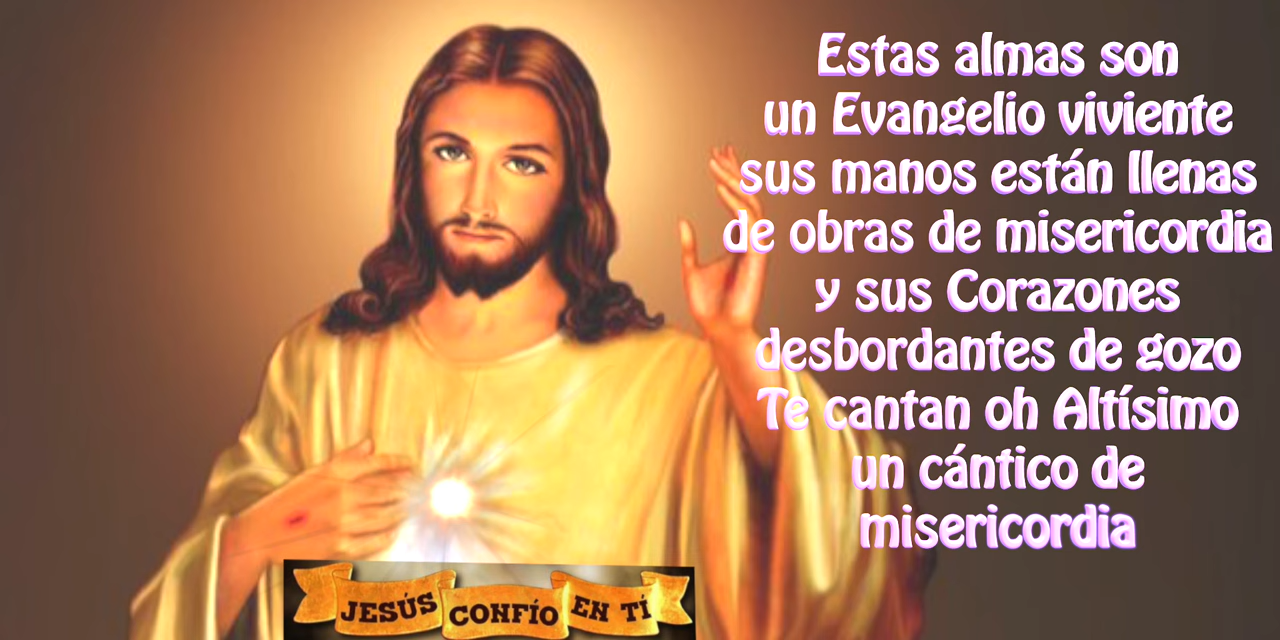 Estas almas son
un Evangelio viviente
sus manos están llenas
de obras de misericordia
y sus Corazones
desbordantes de gozo
Te cantan oh Altísimo
un cántico de
misericordia
JESÚS CONFÍO EN TÍ